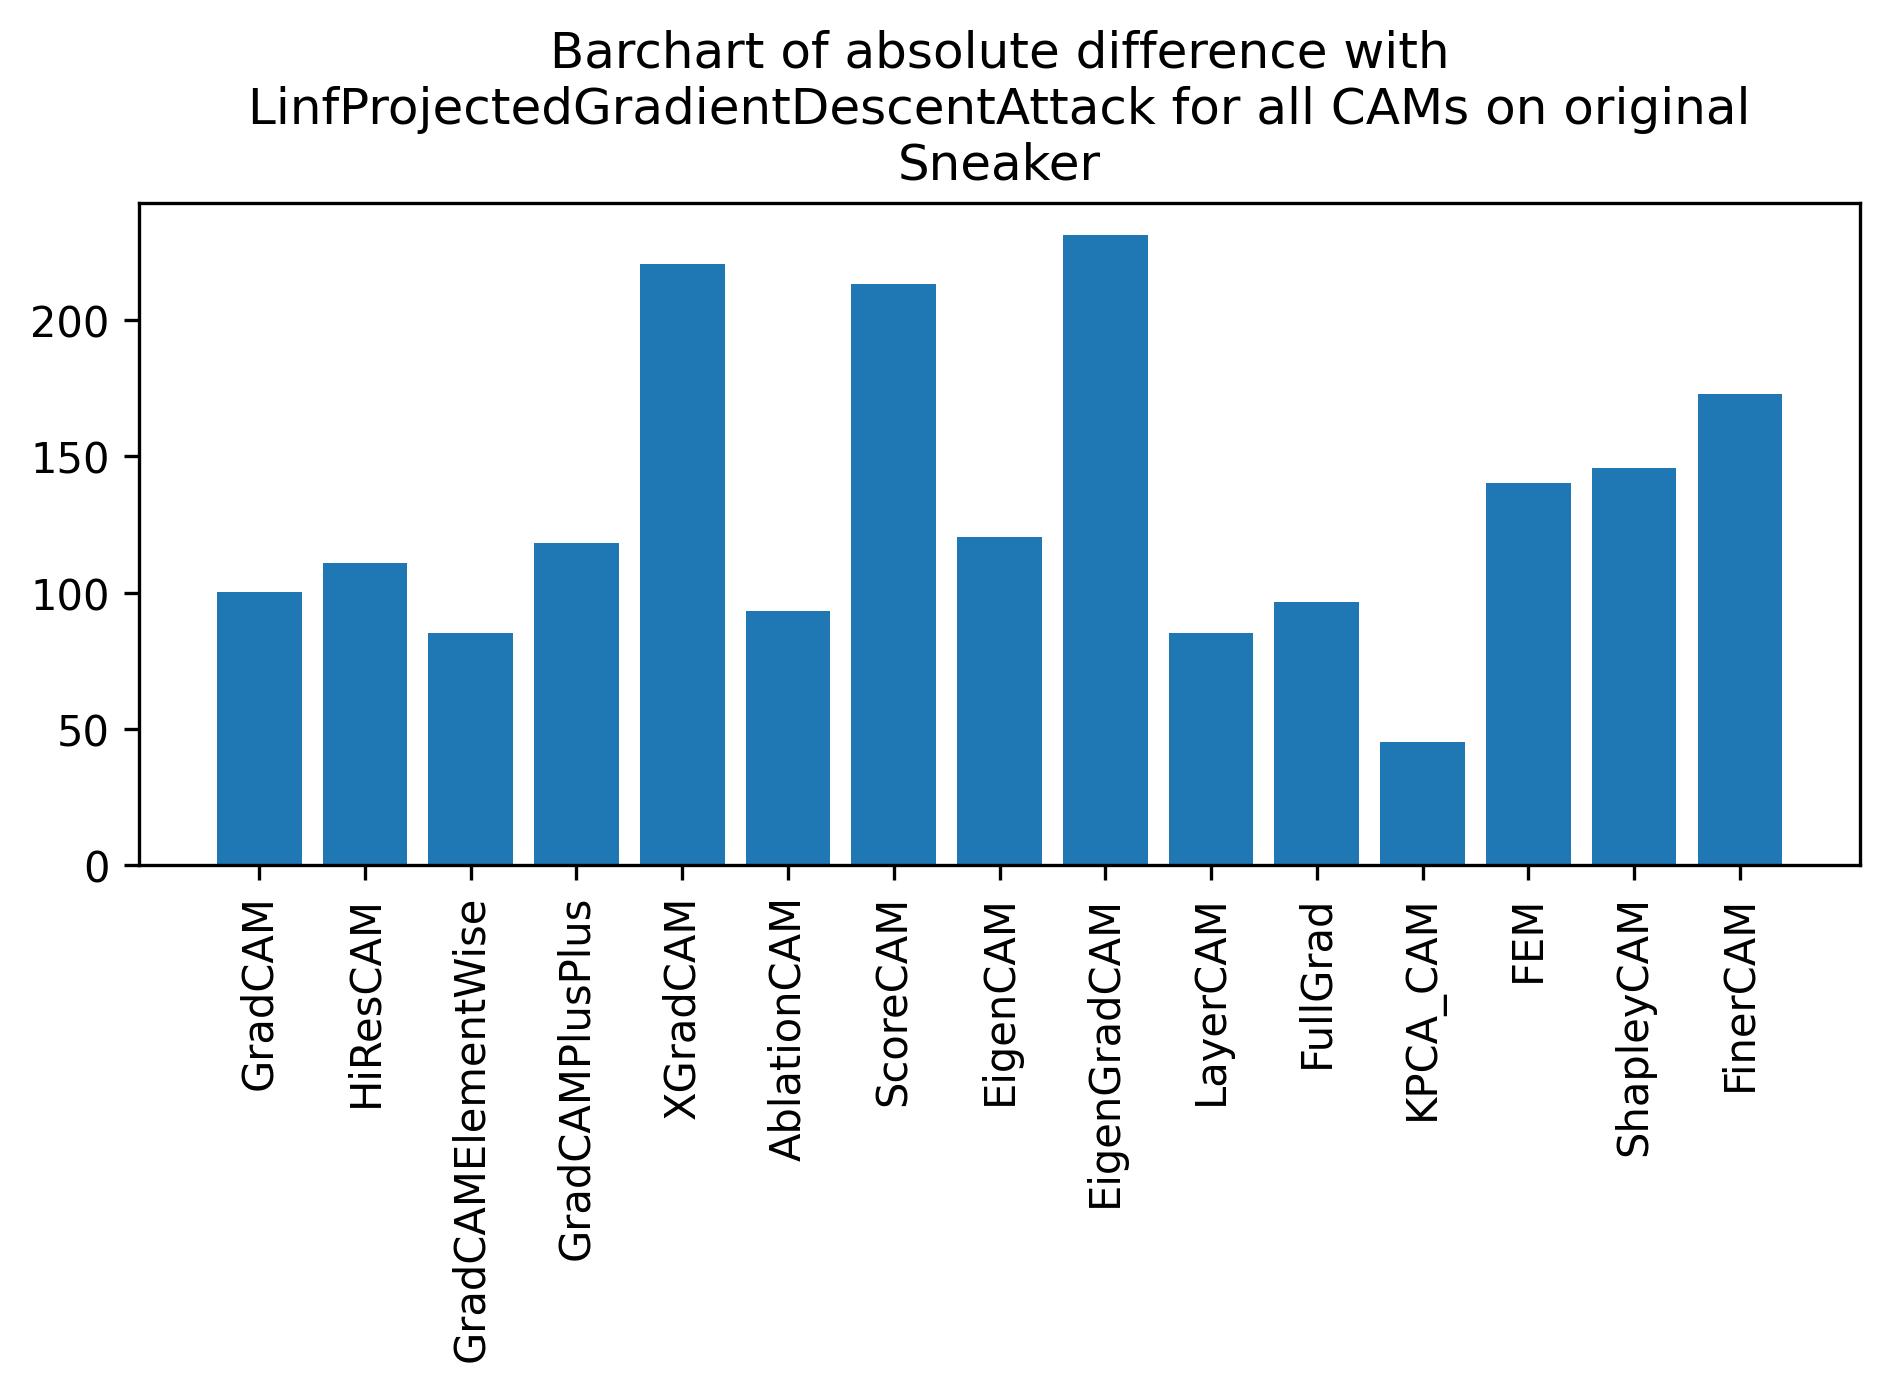 Barchart of absolute difference with
LinfProjectedGradientDescentAttack for all CAMs on original
Sneaker
200
150
100
50
0
GradCAM
HiResCAM
GradCAMElementWise
GradCAMPlusPlus
XGradCAM
AblationCAM
ScoreCAM
EigenCAM
EigenGradCAM
LayerCAM
FullGrad
KPCA_CAM
FEM
ShapleyCAM
FinerCAM